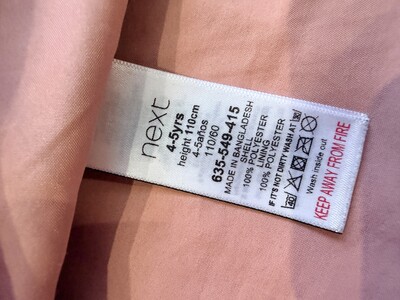 next
4-5yrs
height 110cm
4-5años
110/60
635-549-415
MADE IN BANGLADESH
SHELL
100% POLYESTER
LINING
100% POLYESTER
IF IT'S NOT DIRTY WASH AT 30
40
Wash inside out
KEEP AWAY FROM FIRE